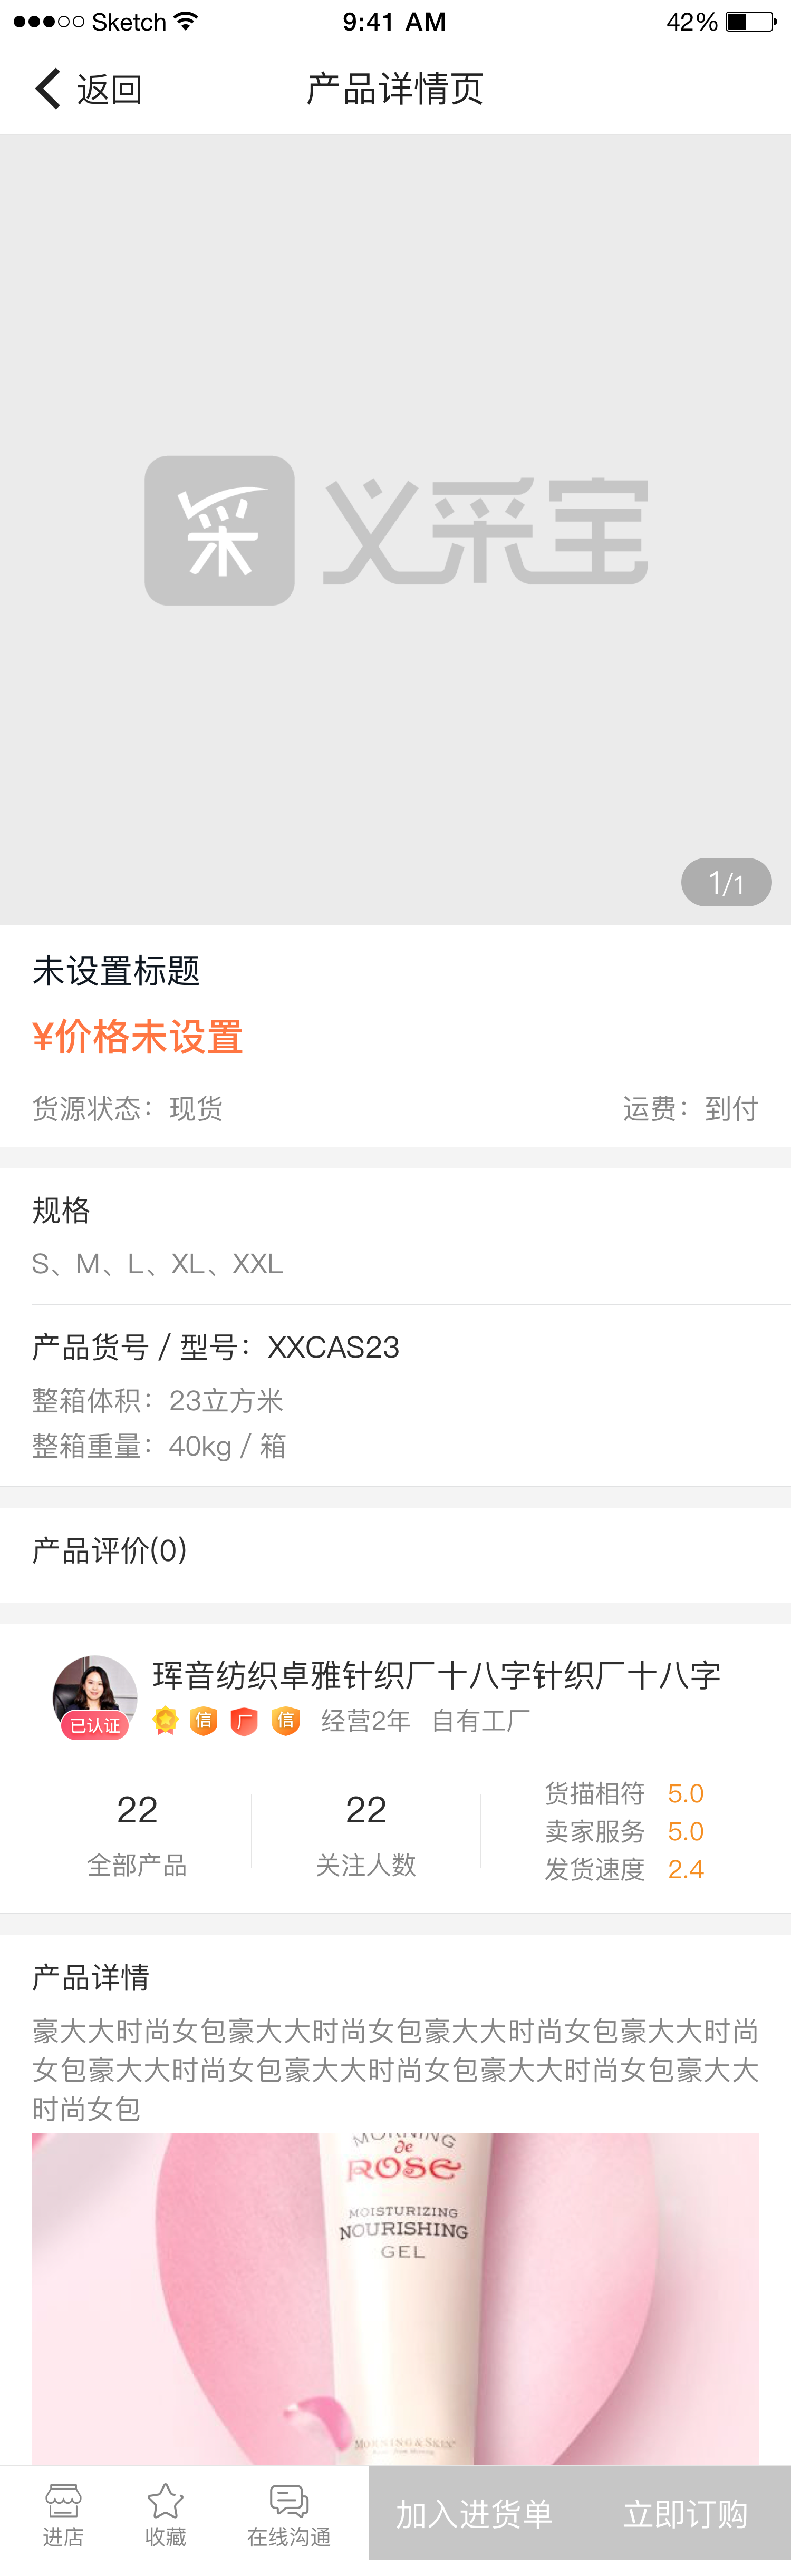 Sketch 9:41 AM 42%
返回 产品详情页
采 义采宝
1/1
未设置标题
¥价格未设置
货源状态：现货 运费：到付
规格
S、M、L、XL、XXL
产品货号 / 型号：XXCAS23
整箱体积：23立方米
整箱重量：40kg / 箱
产品评价(0)
珲音纺织卓雅针织厂十八字针织厂十八字
已认证 信 厂 信 经营2年 自有工厂
22 22
全部产品 关注人数
货描相符 5.0
卖家服务 5.0
发货速度 2.4
产品详情
豪大大时尚女包豪大大时尚女包豪大大时尚女包豪大大时尚
女包豪大大时尚女包豪大大时尚女包豪大大时尚女包豪大大
时尚女包
MORNING
de
ROSE
MOISTURIZING
NOURISHING
GEL
MORNING & SKIN
进店 收藏 在线沟通 加入进货单 立即订购